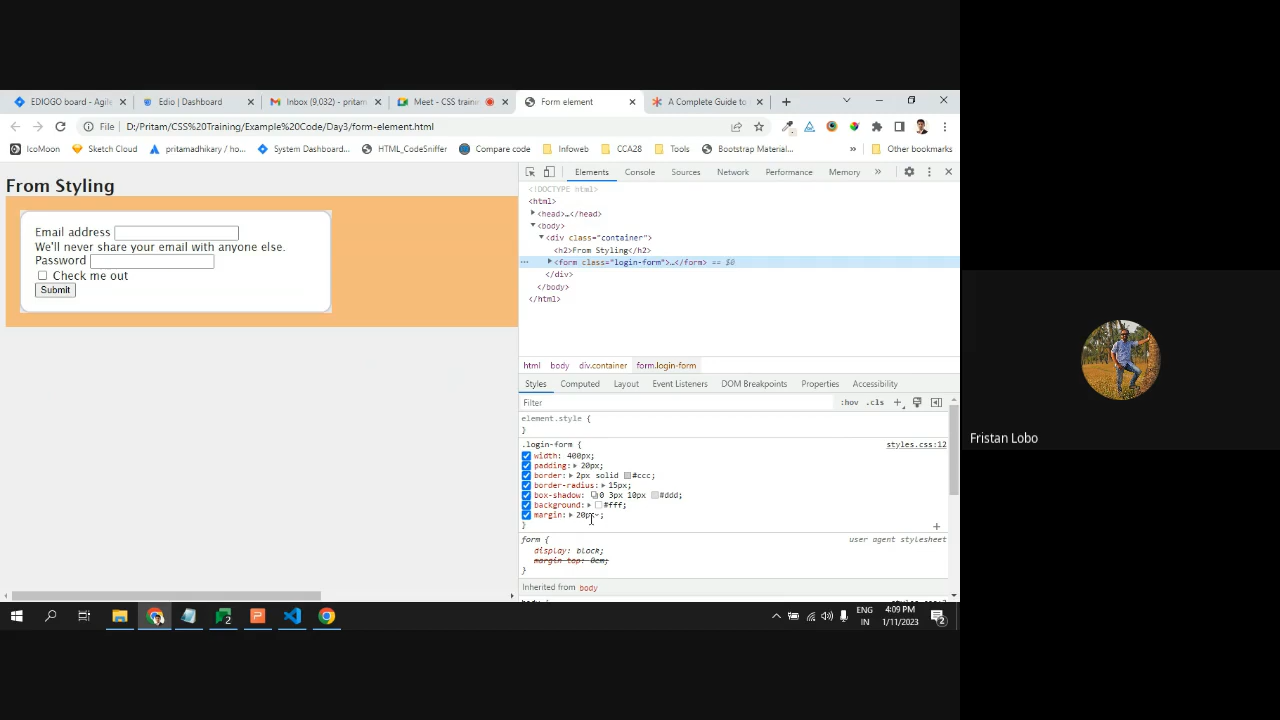 EDIOGO board - Agile
Edio | Dashboard
Inbox (9,032) - pritam
Meet - CSS train
Form element
A Complete Guide to
File
D:/Pritam/CSS%20Training/Example%20Code/Day3/form-element.html
IcoMoon
Sketch Cloud
pritamadhikary / ho...
System Dashboard...
HTML_CodeSniffer
Compare code
Infoweb
CCA28
Tools
Bootstrap Material...
»
Other bookmarks
From Styling
Email address
We'll never share your email with anyone else.
Password
Check me out
Submit
Elements
Console
Sources
Network
Performance
Memory
»
<!DOCTYPE html>
<html>
<head>…</head>
<body>
<div class="container">
<h2>From Styling</h2>
<form class="login-form">…</form> == $0
</div>
</body>
</html>
html
body
div.container
form.login-form
Styles
Computed
Layout
Event Listeners
DOM Breakpoints
Properties
Accessibility
Filter
:hov
.cls
element.style {
}
.login-form {
styles.css:12
width: 400px;
padding: 20px;
border: 2px solid #ccc;
border-radius: 15px;
box-shadow: 0 3px 10px #ddd;
background: #fff;
margin: 20px;
}
form {
user agent stylesheet
display: block;
margin-top: 0em;
}
Inherited from body
ENG
IN
4:09 PM
1/11/2023
2
2
Fristan Lobo